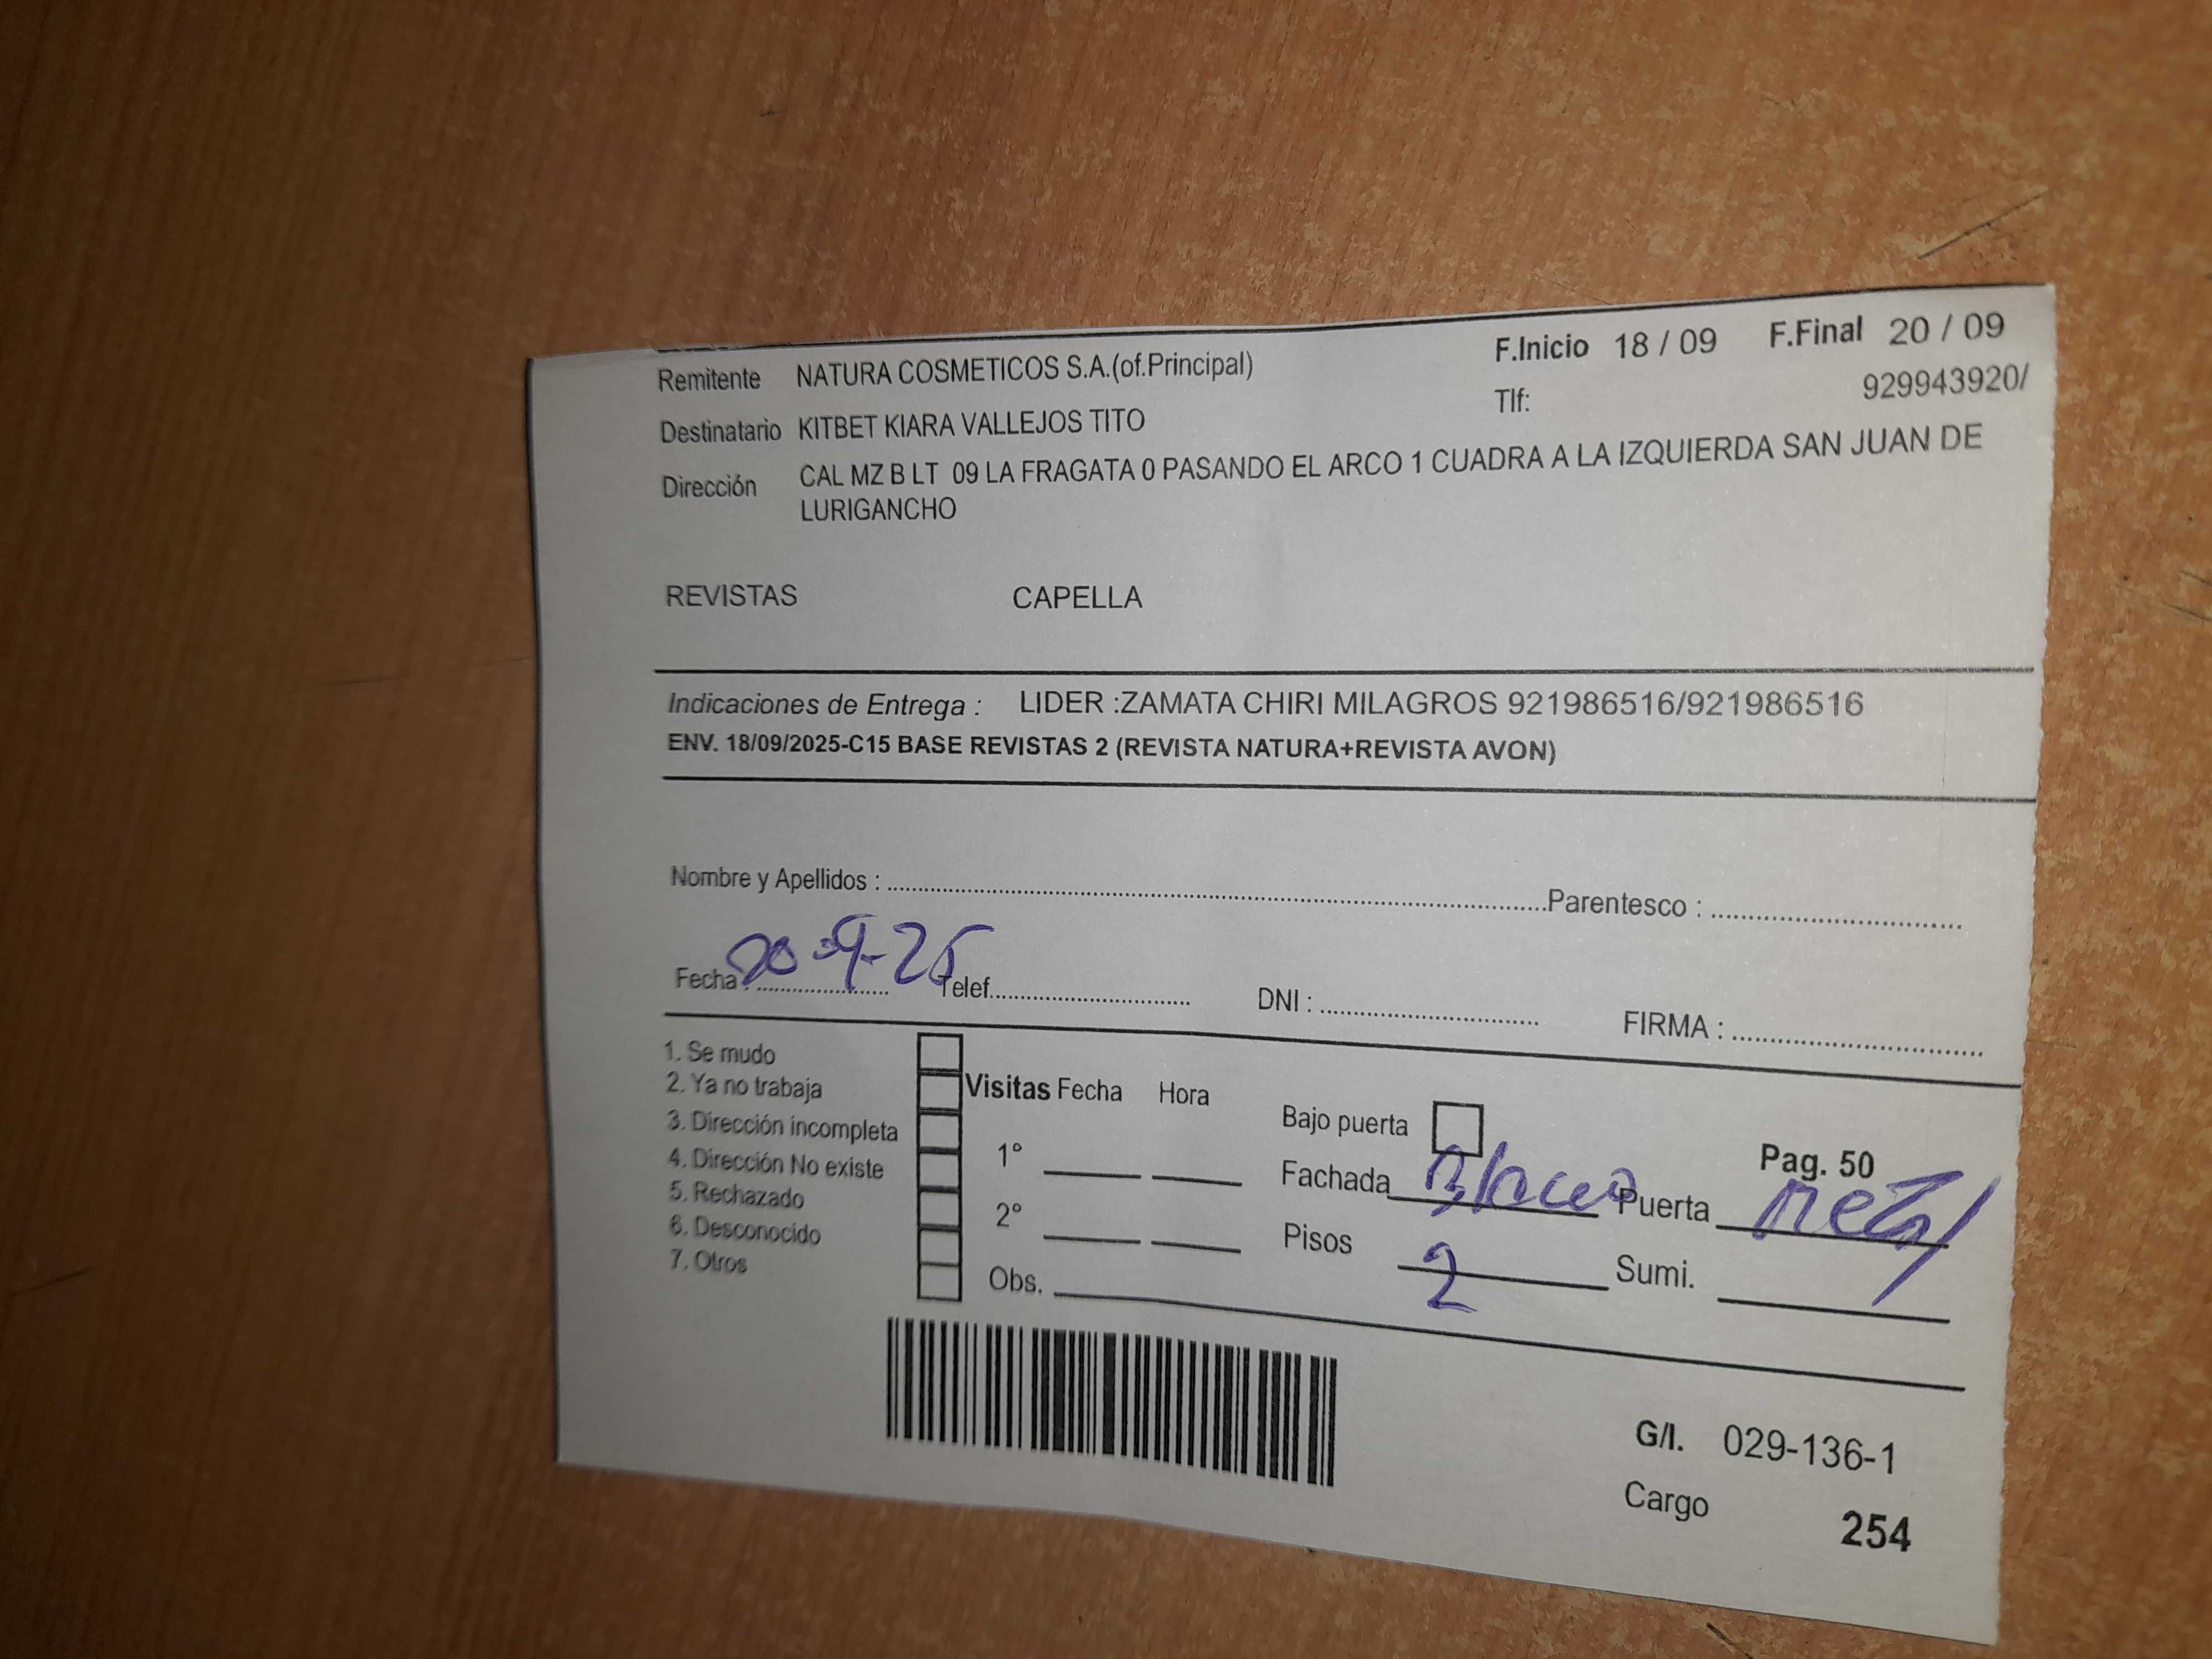 Remitente NATURA COSMETICOS S.A.(of.Principal) F.Inicio 18 / 09 F.Final 20 / 09
Tlf: 929943920/
Destinatario KITBET KIARA VALLEJOS TITO
Dirección CAL MZ B LT 09 LA FRAGATA 0 PASANDO EL ARCO 1 CUADRA A LA IZQUIERDA SAN JUAN DE
LURIGANCHO
REVISTAS CAPELLA
Indicaciones de Entrega : LIDER :ZAMATA CHIRI MILAGROS 921986516/921986516
ENV. 18/09/2025-C15 BASE REVISTAS 2 (REVISTA NATURA+REVISTA AVON)
Nombre y Apellidos : Parentesco :
Fecha : 20-9-25 Telef. DNI : FIRMA :
1. Se mudo
2. Ya no trabaja
3. Dirección incompleta
4. Dirección No existe
5. Rechazado
6. Desconocido
7. Otros
Visitas Fecha Hora
1°
2°
Obs.
Bajo puerta
Pag. 50
Fachada Blanco Puerta Metal
Pisos 2 Sumi.
G/I. 029-136-1
Cargo 254